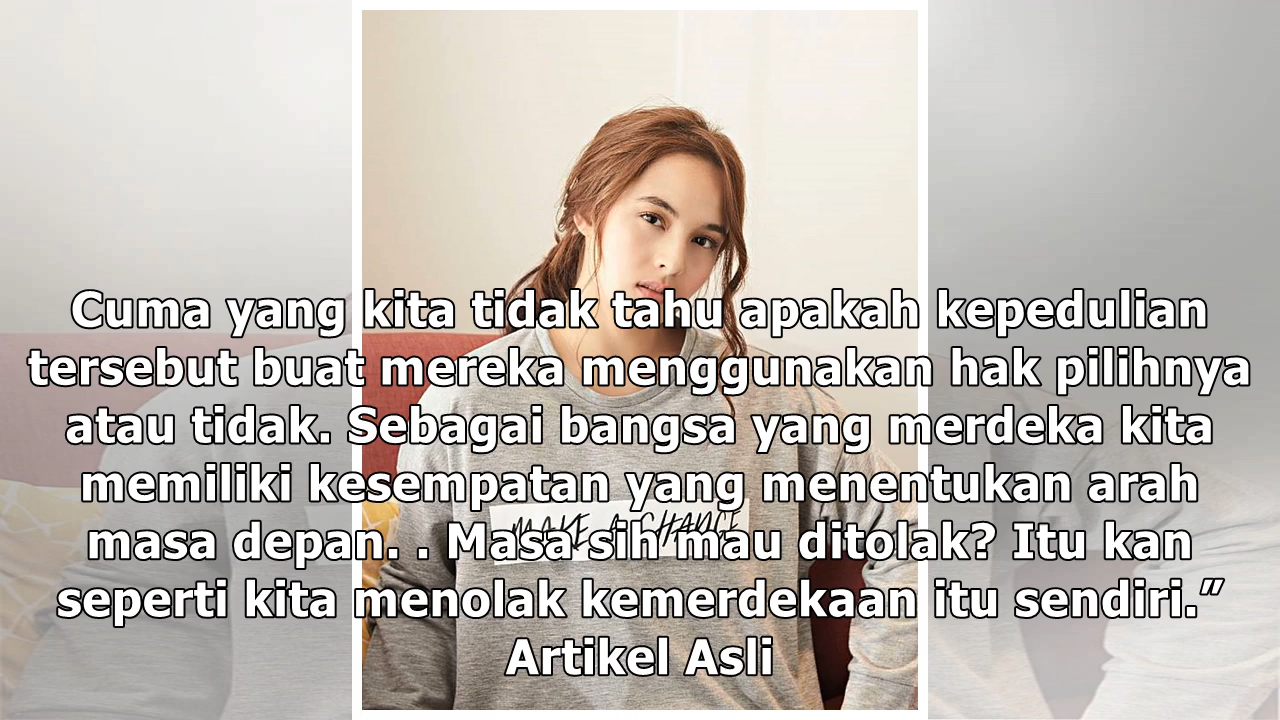 Cuma yang kita tidak tahu apakah kepedulian
tersebut buat mereka menggunakan hak pilihnya
atau tidak. Sebagai bangsa yang merdeka kita
memiliki kesempatan yang menentukan arah
masa depan. . Masa sih mau ditolak? Itu kan
seperti kita menolak kemerdekaan itu sendiri.”
Artikel Asli
MAKE A CHANCE